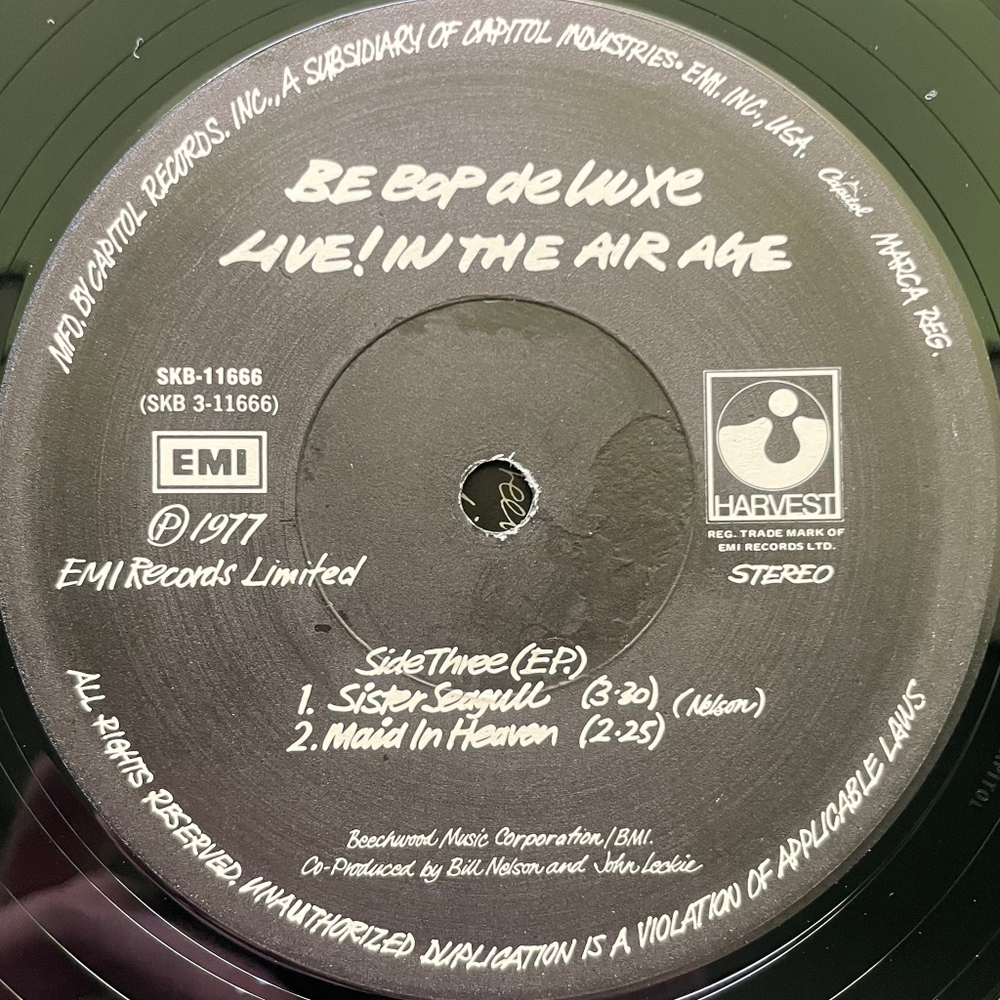 MFD. BY CAPITOL RECORDS. INC., A SUBSIDIARY OF CAPITOL INDUSTRIES· EMI. INC., USA. Capitol MARCA REG.
BE BOP deluxe
LIVE! IN THE AIR AGE
SKB-11666
(SKB 3-11666)
EMI
Ⓟ 1977
EMI Records Limited
HARVEST
REG. TRADE MARK OF
EMI RECORDS LTD.
STEREO
Side Three (E.P.)
1. Sister Seagull (3·30) (Nelson)
2. Maid In Heaven (2·25)
Beechwood Music Corporation/BMI.
Co-Produced by Bill Nelson and John Leckie
ALL RIGHTS RESERVED. UNAUTHORIZED DUPLICATION IS A VIOLATION OF APPLICABLE LAWS